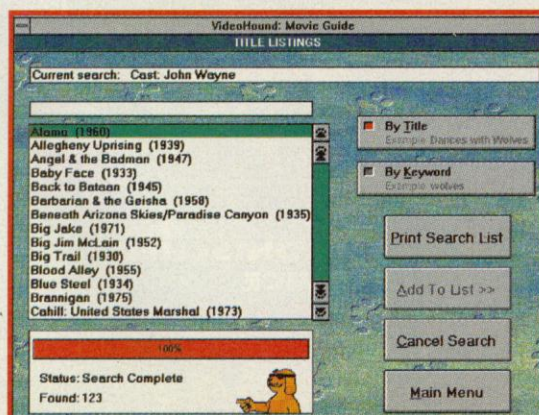 VideoHound: Movie Guide
TITLE LISTINGS
Current search: Cast: John Wayne
Alamo (1960)
Allegheny Uprising (1939)
Angel & the Badman (1947)
Baby Face (1933)
Back to Bataan (1945)
Barbarian & the Geisha (1958)
Beneath Arizona Skies/Paradise Canyon (1935)
Big Jake (1971)
Big Jim McLain (1952)
Big Trail (1930)
Blood Alley (1955)
Blue Steel (1934)
Brannigan (1975)
Cahill: United States Marshal (1973)
By Title
Example: Dances with Wolves
By Keyword
Example: wolves
Print Search List
Add To List >>
Cancel Search
Main Menu
100%
Status: Search Complete
Found: 123